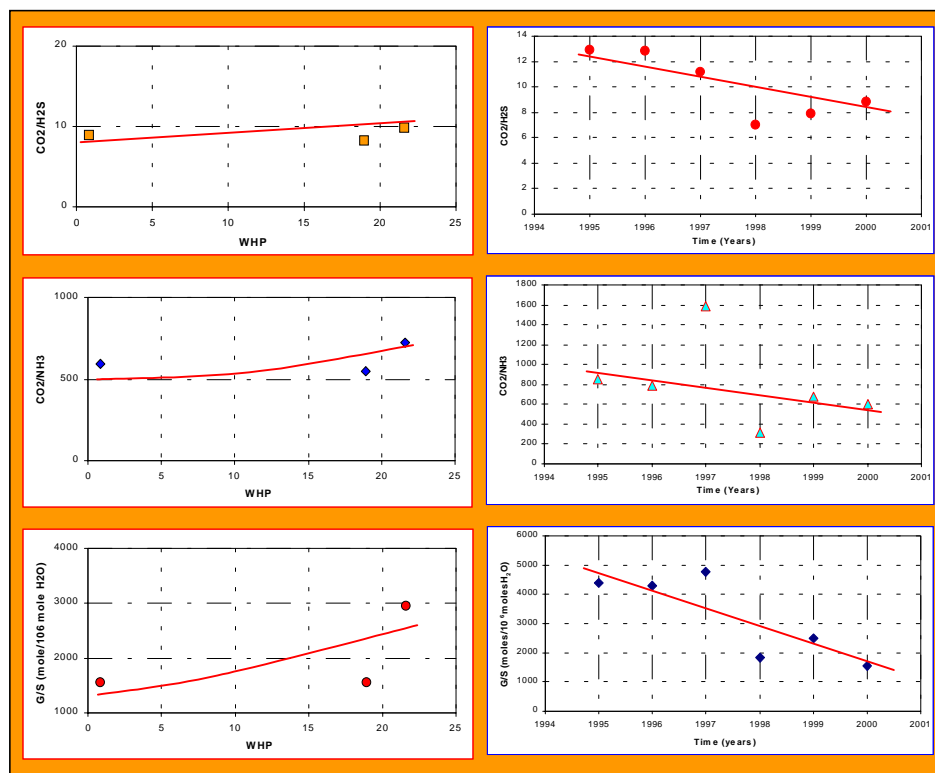 20
10
0
0 5 10 15 20 25
CO2/H2S
WHP
14
12
10
8
6
4
2
0
1994 1995 1996 1997 1998 1999 2000 2001
CO2/H2S
Time (Years)
1000
500
0
0 5 10 15 20 25
CO2/NH3
WHP
1800
1600
1400
1200
1000
800
600
400
200
0
1994 1995 1996 1997 1998 1999 2000 2001
CO2/NH3
Time (Years)
4000
3000
2000
1000
0 5 10 15 20 25
G/S (mole/106 mole H2O)
WHP
6000
5000
4000
3000
2000
1000
0
1994 1995 1996 1997 1998 1999 2000 2001
G/S (moles/10⁶ moles H₂O)
Time (years)